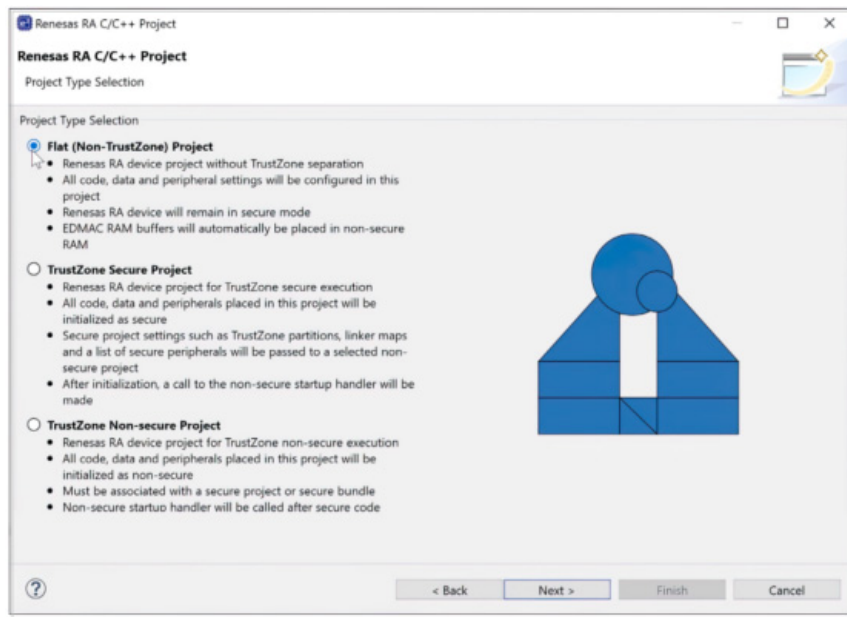 Renesas RA C/C++ Project
Renesas RA C/C++ Project
Project Type Selection
Project Type Selection
Flat (Non-TrustZone) Project
• Renesas RA device project without TrustZone separation
• All code, data and peripheral settings will be configured in this
project
• Renesas RA device will remain in secure mode
• EDMAC RAM buffers will automatically be placed in non-secure
RAM
TrustZone Secure Project
• Renesas RA device project for TrustZone secure execution
• All code, data and peripherals placed in this project will be
initialized as secure
• Secure project settings such as TrustZone partitions, linker maps
and a list of secure peripherals will be passed to a selected non-
secure project
• After initialization, a call to the non-secure startup handler will be
made
TrustZone Non-secure Project
• Renesas RA device project for TrustZone non-secure execution
• All code, data and peripherals placed in this project will be
initialized as non-secure
• Must be associated with a secure project or secure bundle
• Non-secure startup handler will be called after secure code
?
< Back
Next >
Finish
Cancel